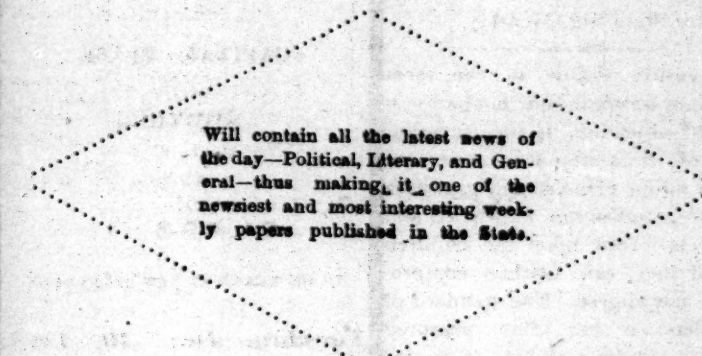 Will contain all the latest news of
the day—Political, Literary, and Gen-
eral—thus making it one of the
newsiest and most interesting week-
ly papers published in the State.